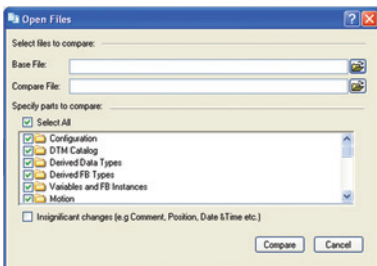 Open Files
Select files to compare:
Base File:
Compare File:
Specify parts to compare:
Select All
Configuration
DTM Catalog
Derived Data Types
Derived FB Types
Variables and FB Instances
Motion
Insignificant changes (e.g Comment, Position, Date &Time etc.)
Compare Cancel